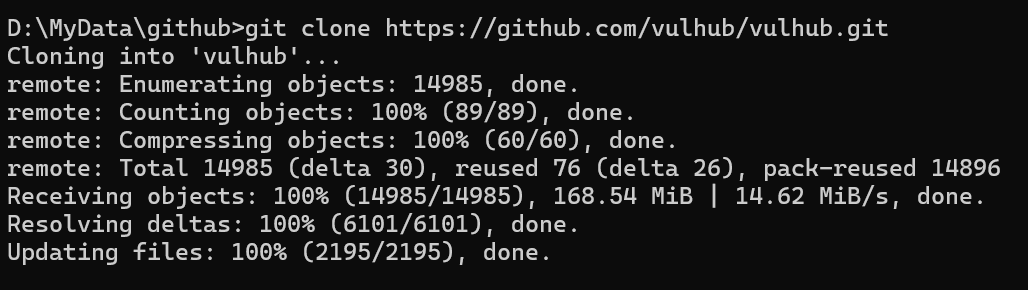 D:\MyData\github>git clone https://github.com/vulhub/vulhub.git
Cloning into 'vulhub'...
remote: Enumerating objects: 14985, done.
remote: Counting objects: 100% (89/89), done.
remote: Compressing objects: 100% (60/60), done.
remote: Total 14985 (delta 30), reused 76 (delta 26), pack-reused 14896
Receiving objects: 100% (14985/14985), 168.54 MiB | 14.62 MiB/s, done.
Resolving deltas: 100% (6101/6101), done.
Updating files: 100% (2195/2195), done.